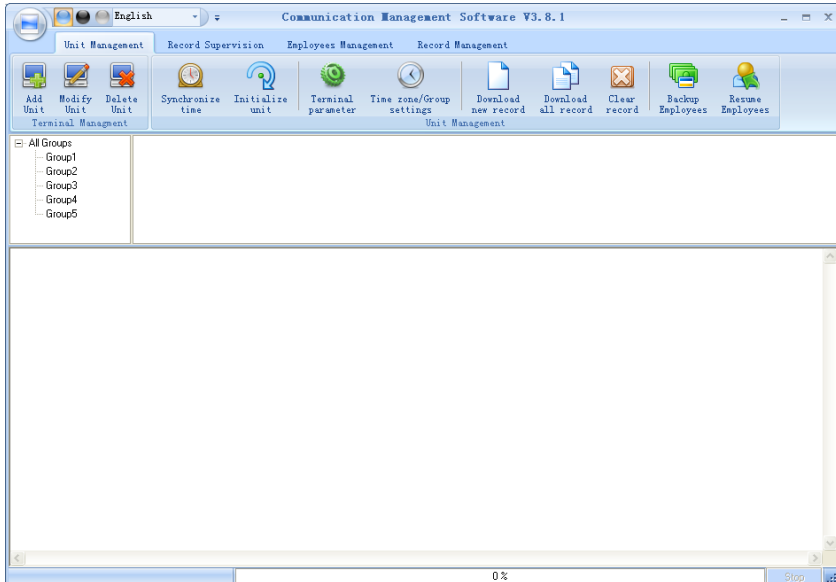 English Communication Management Software V3.8.1
Unit Management Record Supervision Employees Management Record Management
Add Modify Delete Synchronize Initialize Terminal Time zone/Group Download Download Clear Backup Resume
Unit Unit Unit time unit parameter settings new record all record record Employees Employees
Terminal Managment Unit Management
All Groups
Group1
Group2
Group3
Group4
Group5
0%
Stop